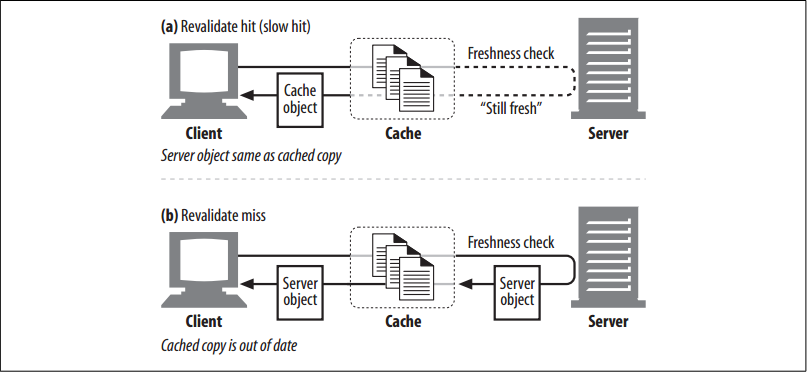 (a) Revalidate hit (slow hit)
Freshness check
Cache
object
“Still fresh”
Client
Cache
Server
Server object same as cached copy
(b) Revalidate miss
Freshness check
Server
object
Server
object
Client
Cache
Server
Cached copy is out of date